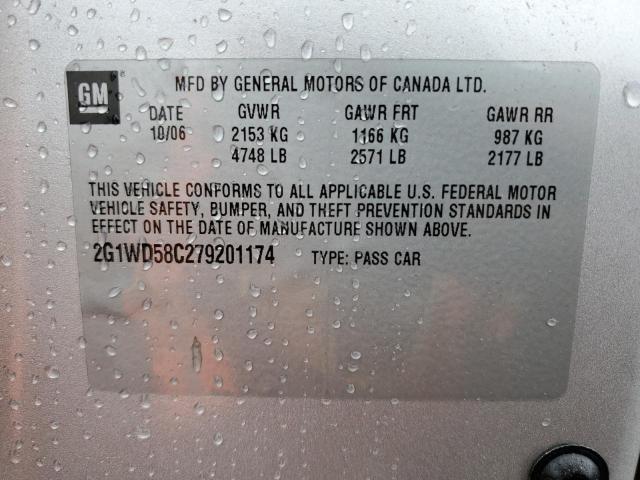 GM
MFD BY GENERAL MOTORS OF CANADA LTD.
DATE GVWR GAWR FRT GAWR RR
10/06 2153 KG 1166 KG 987 KG
4748 LB 2571 LB 2177 LB
THIS VEHICLE CONFORMS TO ALL APPLICABLE U.S. FEDERAL MOTOR
VEHICLE SAFETY, BUMPER, AND THEFT PREVENTION STANDARDS IN
EFFECT ON THE DATE OF MANUFACTURE SHOWN ABOVE.
2G1WD58C279201174 TYPE: PASS CAR